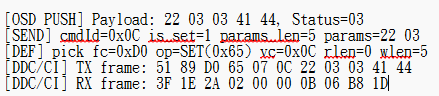 [OSD PUSH] Payload: 22 03 03 41 44, Status=03
[SEND] cmdId=0x0C is_set=1 params_len=5 params=22 03
[DEF] pick fc=0xD0 op=SET(0x65) xc=0x0C rlen=0 wlen=5
[DDC/CI] TX frame: 51 89 D0 65 07 0C 22 03 03 41 44
[DDC/CI] RX frame: 3F 1E 2A 02 00 00 0B 06 B8 1D